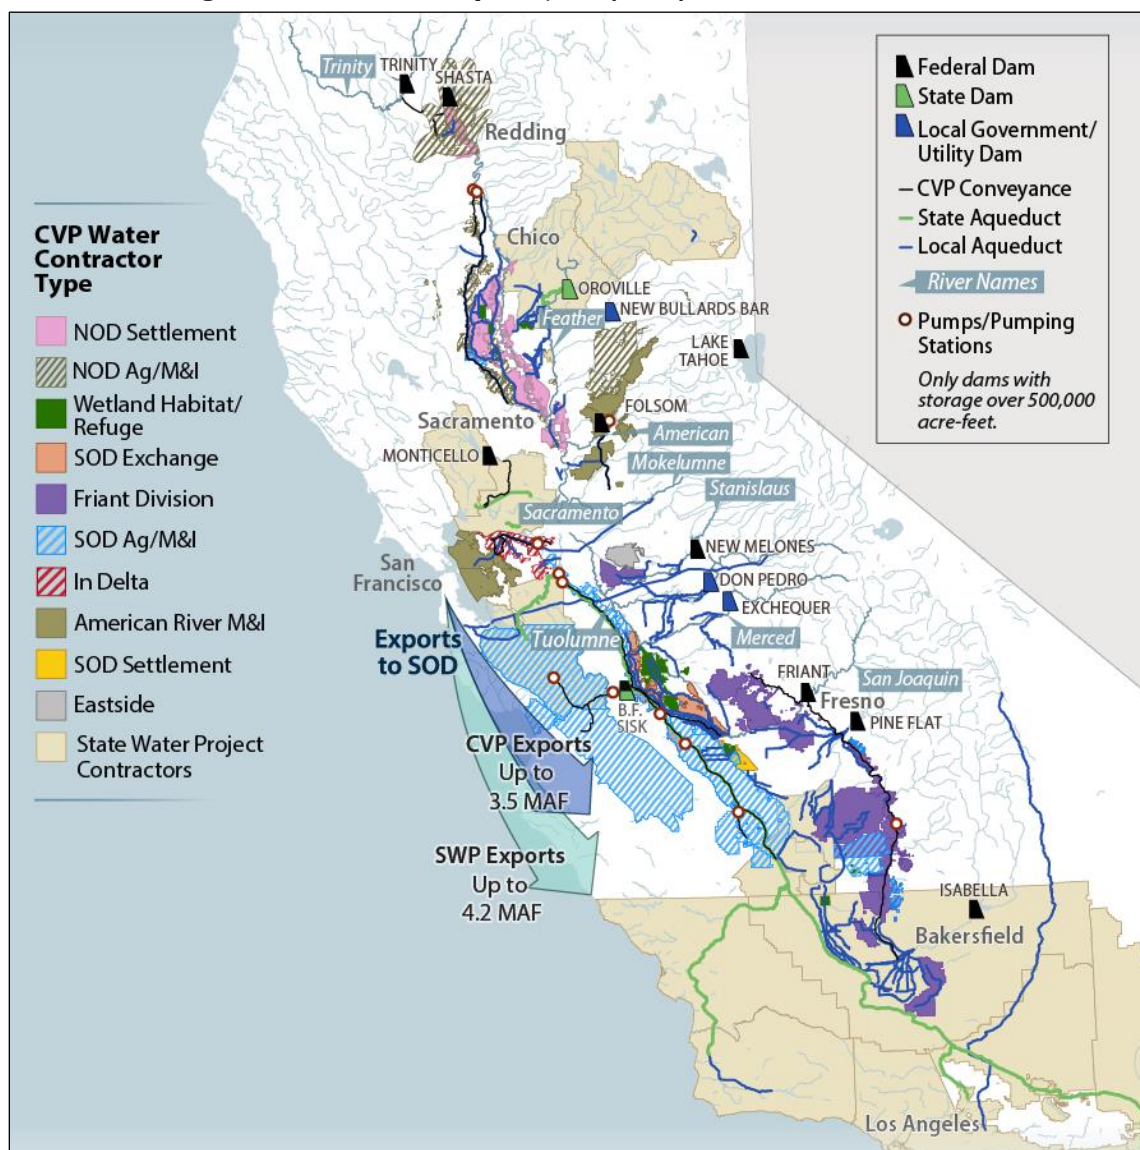 Trinity
TRINITY
SHASTA
Redding
Chico
OROVILLE
NEW BULLARDS BAR
Feather
LAKE
TAHOE
Sacramento
FOLSOM
American
MONTICELLO
Mokelumne
Stanislaus
Sacramento
NEW MELONES
San
Francisco
DON PEDRO
EXCHEQUER
Tuolumne
Merced
Exports
to SOD
FRIANT
San Joaquin
Fresno
B.F.
SISK
PINE FLAT
CVP Exports
Up to
3.5 MAF
SWP Exports
Up to
4.2 MAF
ISABELLA
Bakersfield
Los Angeles
CVP Water
Contractor
Type
NOD Settlement
NOD Ag/M&I
Wetland Habitat/
Refuge
SOD Exchange
Friant Division
SOD Ag/M&I
In Delta
American River M&I
SOD Settlement
Eastside
State Water Project
Contractors
Federal Dam
State Dam
Local Government/
Utility Dam
CVP Conveyance
State Aqueduct
Local Aqueduct
River Names
Pumps/Pumping
Stations
Only dams with
storage over 500,000
acre-feet.